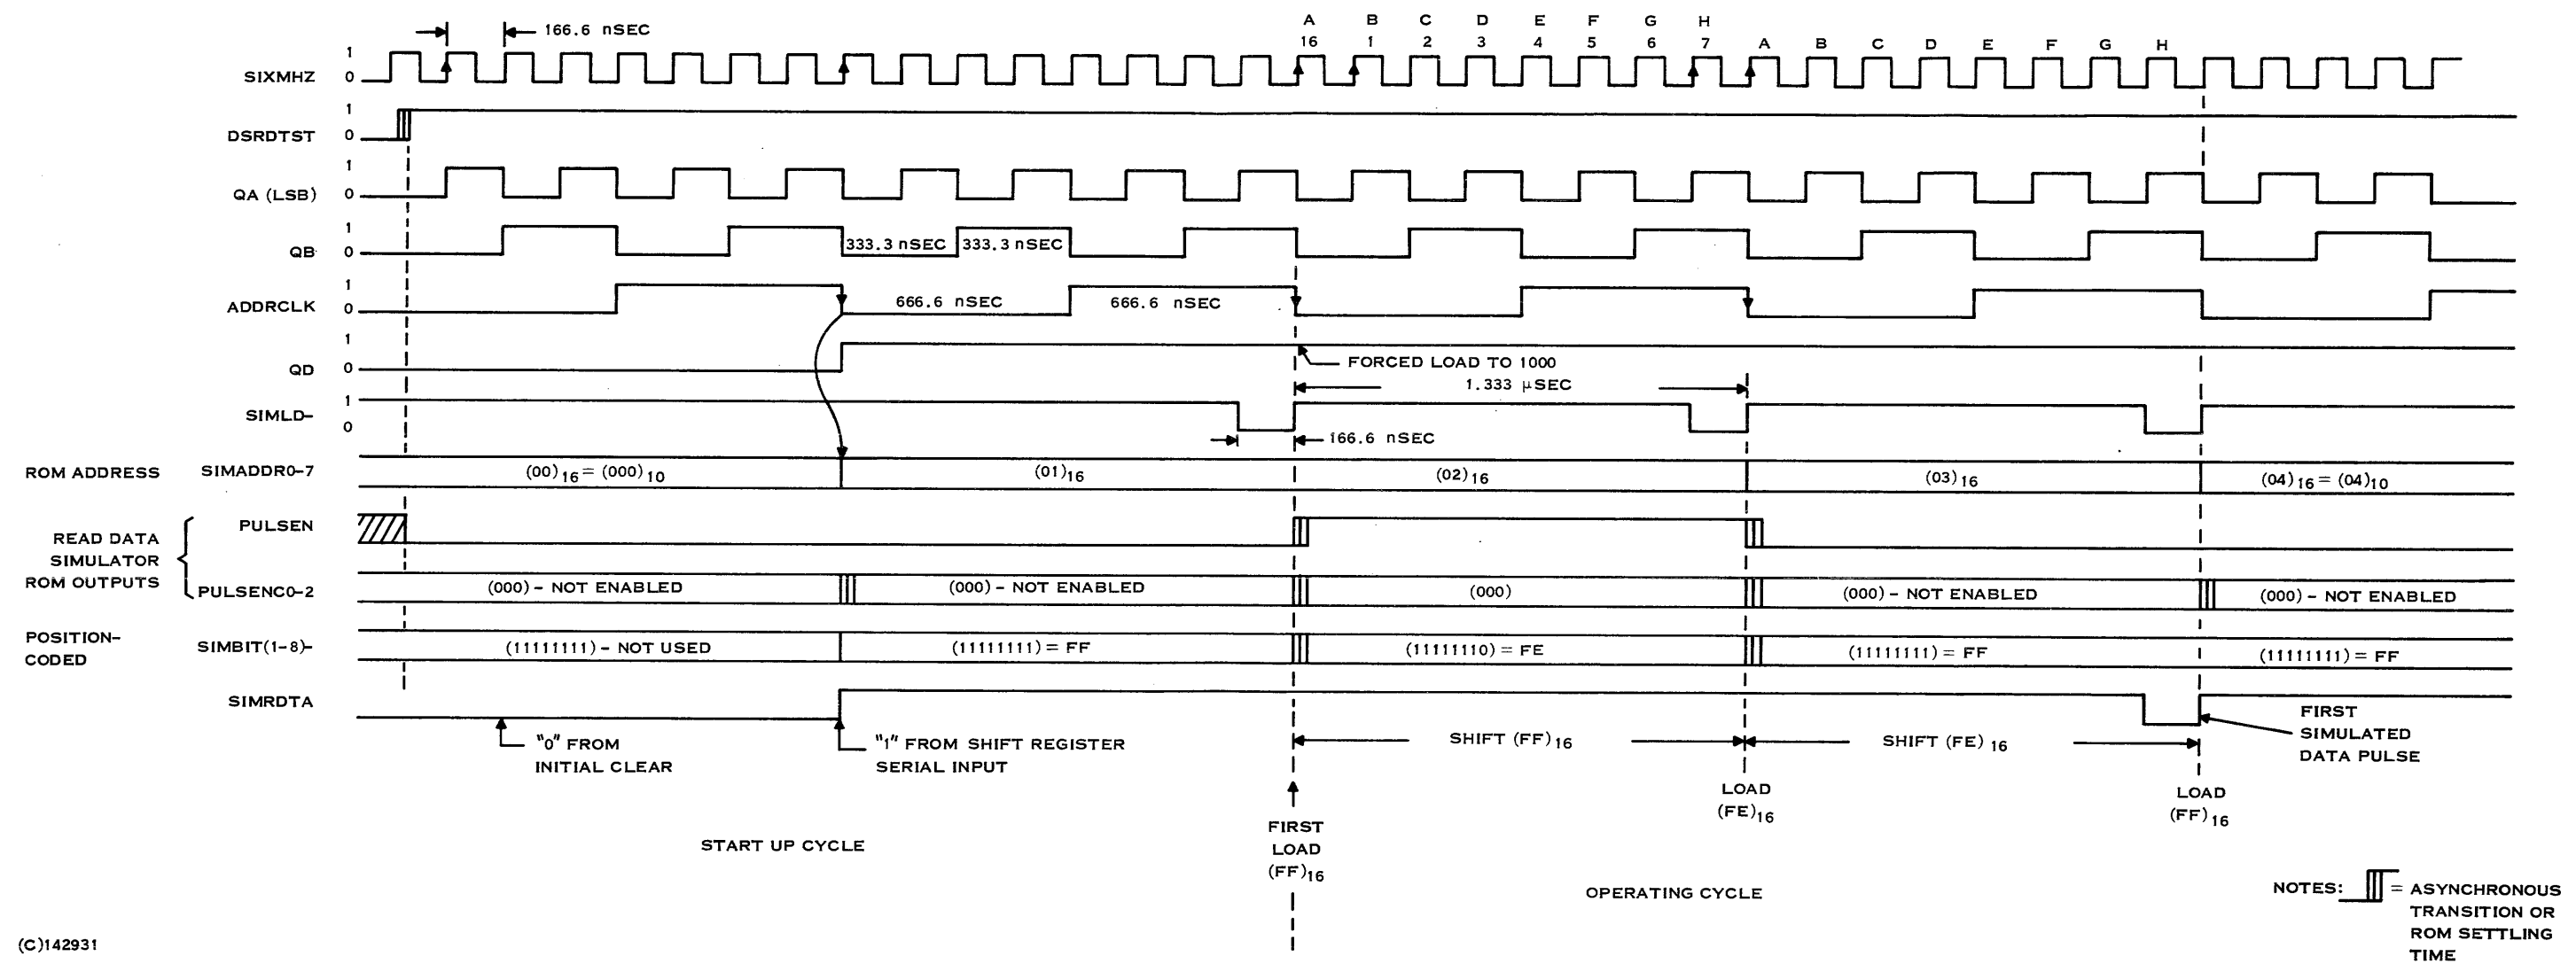 A B C D E F G H
166.6 nSEC
16 1 2 3 4 5 6 7 A B C D E F G H
SIXMHZ 1 0
DSRDTST 1 0
QA (LSB) 1 0
QB 1 0
333.3 nSEC 333.3 nSEC
ADDRCLK 1 0
666.6 nSEC 666.6 nSEC
QD 1 0
FORCED LOAD TO 1000
1.333 μSEC
SIMLD- 1 0
166.6 nSEC
ROM ADDRESS SIMADDR0-7 (00)16 = (000)10 (01)16 (02)16 (03)16 (04)16 = (04)10
READ DATA
SIMULATOR
ROM OUTPUTS
PULSEN
PULSENC0-2 (000) - NOT ENABLED (000) - NOT ENABLED (000) (000) - NOT ENABLED (000) - NOT ENABLED
POSITION-
CODED
SIMBIT(1-8)- (11111111) - NOT USED (11111111) = FF (11111110) = FE (11111111) = FF (11111111) = FF
SIMRDTA
"0" FROM
INITIAL CLEAR
"1" FROM SHIFT REGISTER
SERIAL INPUT
SHIFT (FF)16
SHIFT (FE)16
FIRST
SIMULATED
DATA PULSE
LOAD
(FE)16
LOAD
(FF)16
FIRST
LOAD
(FF)16
START UP CYCLE
OPERATING CYCLE
NOTES: = ASYNCHRONOUS
TRANSITION OR
ROM SETTLING
TIME
(C)142931